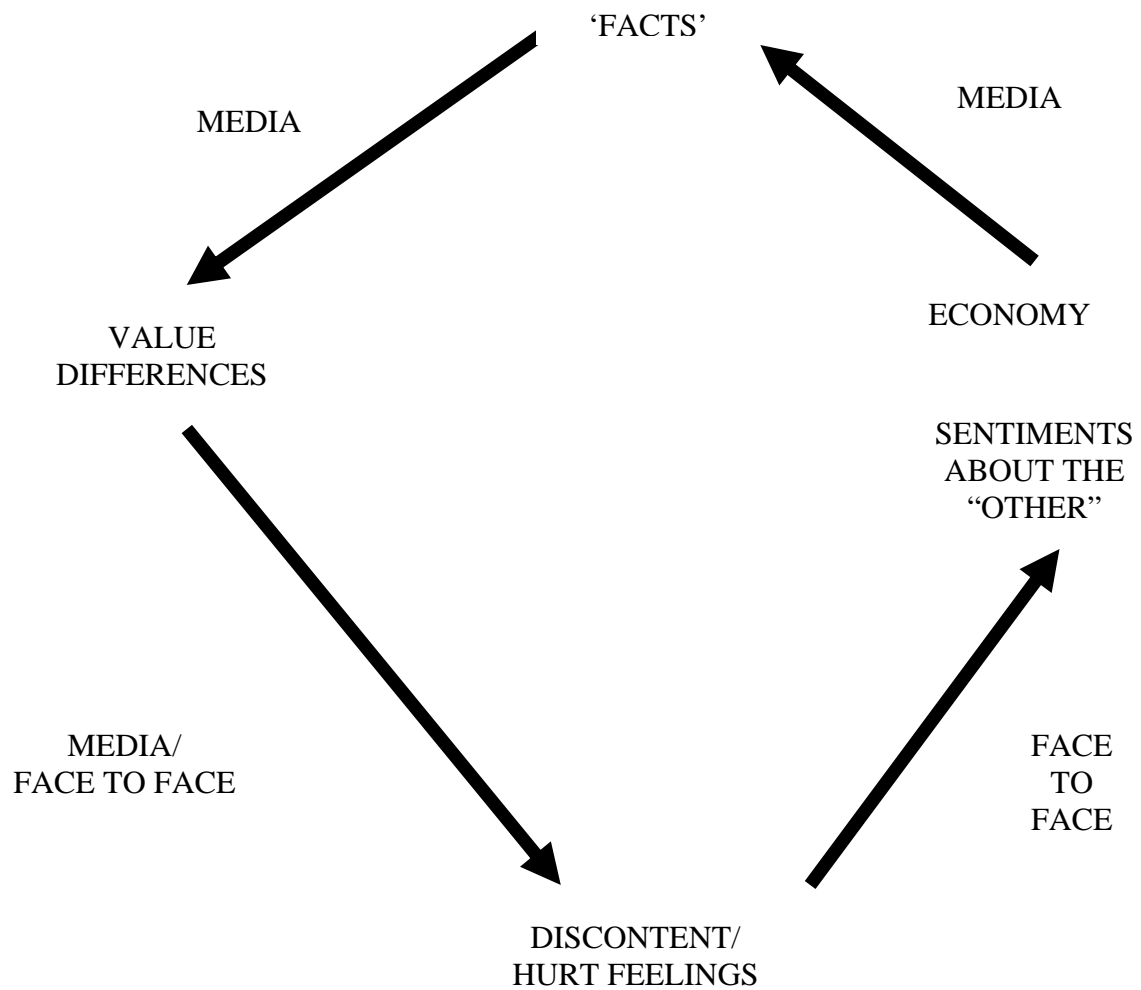 ‘FACTS’
MEDIA
MEDIA
ECONOMY
VALUE
DIFFERENCES
SENTIMENTS
ABOUT THE
“OTHER”
MEDIA/
FACE TO FACE
FACE
TO
FACE
DISCONTENT/
HURT FEELINGS